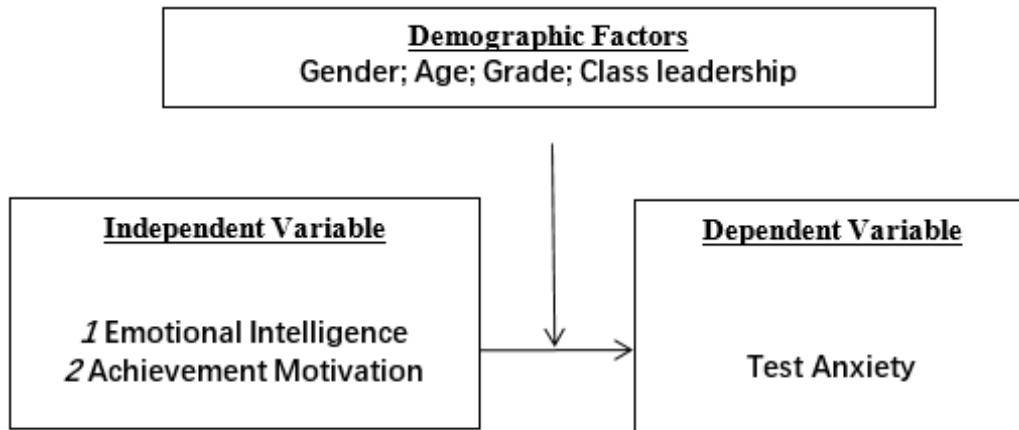 Demographic Factors
Gender; Age; Grade; Class leadership
Independent Variable
1 Emotional Intelligence
2 Achievement Motivation
Dependent Variable
Test Anxiety